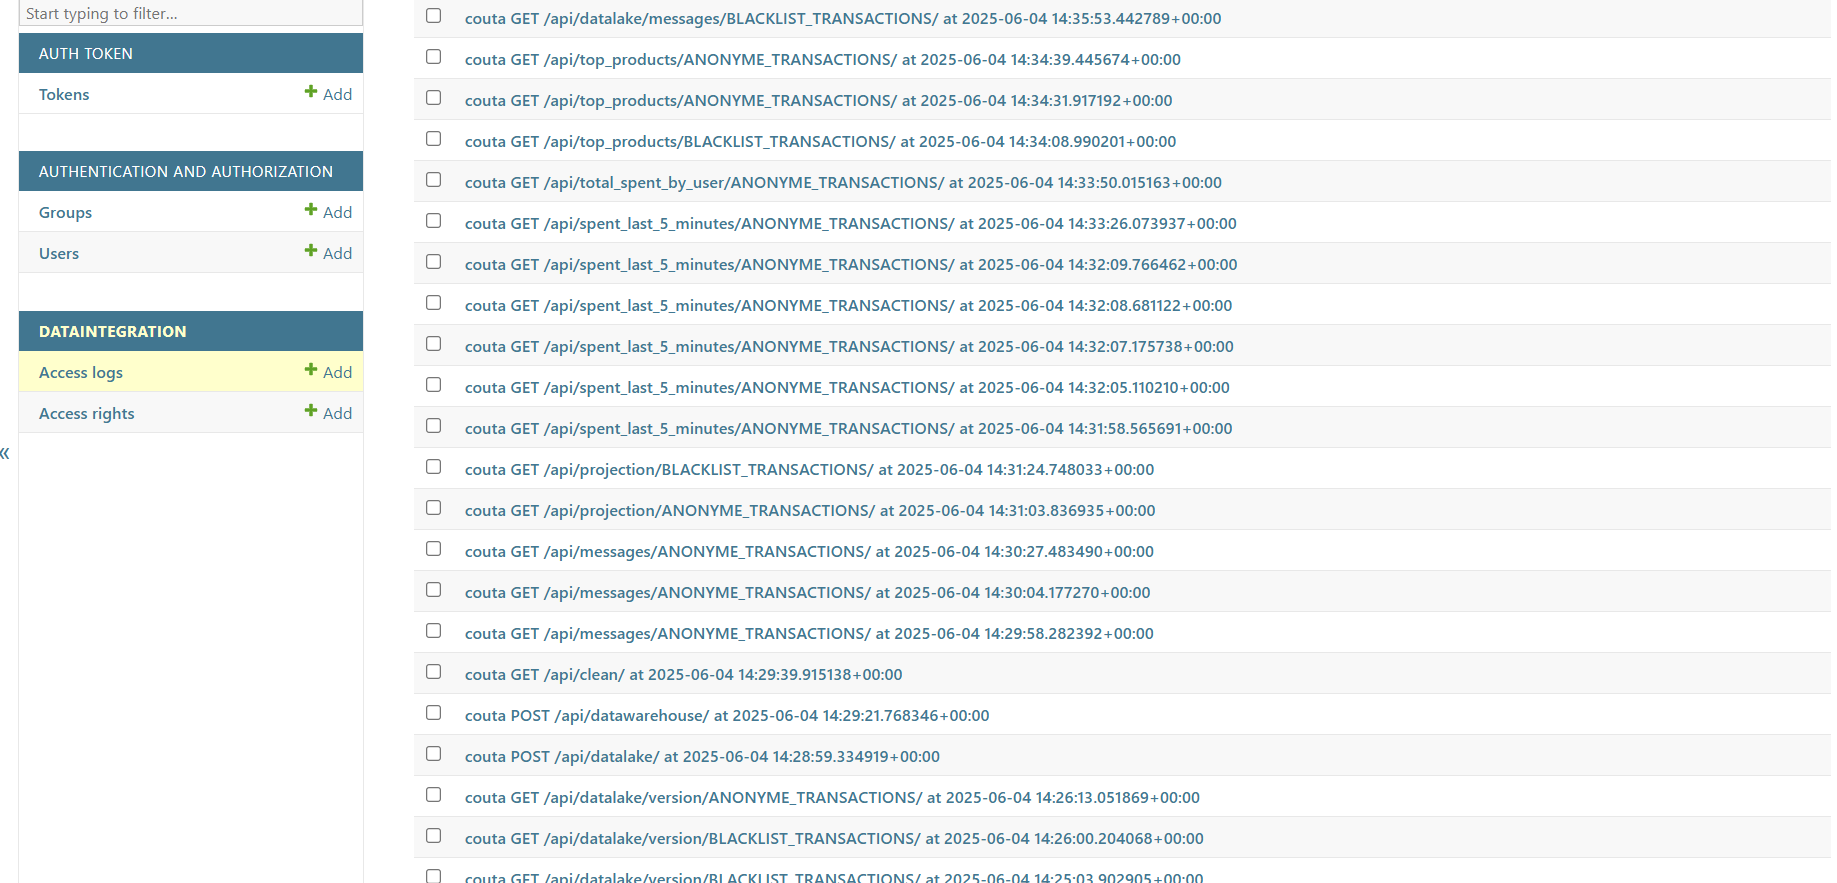 Start typing to filter...
AUTH TOKEN
Tokens + Add
AUTHENTICATION AND AUTHORIZATION
Groups + Add
Users + Add
DATAINTEGRATION
Access logs + Add
Access rights + Add
«
couta GET /api/datalake/messages/BLACKLIST_TRANSACTIONS/ at 2025-06-04 14:35:53.442789+00:00
couta GET /api/top_products/ANONYME_TRANSACTIONS/ at 2025-06-04 14:34:39.445674+00:00
couta GET /api/top_products/ANONYME_TRANSACTIONS/ at 2025-06-04 14:34:31.917192+00:00
couta GET /api/top_products/BLACKLIST_TRANSACTIONS/ at 2025-06-04 14:34:08.990201+00:00
couta GET /api/total_spent_by_user/ANONYME_TRANSACTIONS/ at 2025-06-04 14:33:50.015163+00:00
couta GET /api/spent_last_5_minutes/ANONYME_TRANSACTIONS/ at 2025-06-04 14:33:26.073937+00:00
couta GET /api/spent_last_5_minutes/ANONYME_TRANSACTIONS/ at 2025-06-04 14:32:09.766462+00:00
couta GET /api/spent_last_5_minutes/ANONYME_TRANSACTIONS/ at 2025-06-04 14:32:08.681122+00:00
couta GET /api/spent_last_5_minutes/ANONYME_TRANSACTIONS/ at 2025-06-04 14:32:07.175738+00:00
couta GET /api/spent_last_5_minutes/ANONYME_TRANSACTIONS/ at 2025-06-04 14:32:05.110210+00:00
couta GET /api/spent_last_5_minutes/ANONYME_TRANSACTIONS/ at 2025-06-04 14:31:58.565691+00:00
couta GET /api/projection/BLACKLIST_TRANSACTIONS/ at 2025-06-04 14:31:24.748033+00:00
couta GET /api/projection/ANONYME_TRANSACTIONS/ at 2025-06-04 14:31:03.836935+00:00
couta GET /api/messages/ANONYME_TRANSACTIONS/ at 2025-06-04 14:30:27.483490+00:00
couta GET /api/messages/ANONYME_TRANSACTIONS/ at 2025-06-04 14:30:04.177270+00:00
couta GET /api/messages/ANONYME_TRANSACTIONS/ at 2025-06-04 14:29:58.282392+00:00
couta GET /api/clean/ at 2025-06-04 14:29:39.915138+00:00
couta POST /api/datawarehouse/ at 2025-06-04 14:29:21.768346+00:00
couta POST /api/datalake/ at 2025-06-04 14:28:59.334919+00:00
couta GET /api/datalake/version/ANONYME_TRANSACTIONS/ at 2025-06-04 14:26:13.051869+00:00
couta GET /api/datalake/version/BLACKLIST_TRANSACTIONS/ at 2025-06-04 14:26:00.204068+00:00
couta GET /api/datalake/version/BLACKLIST_TRANSACTIONS/ at 2025-06-04 14:25:03.902905+00:00